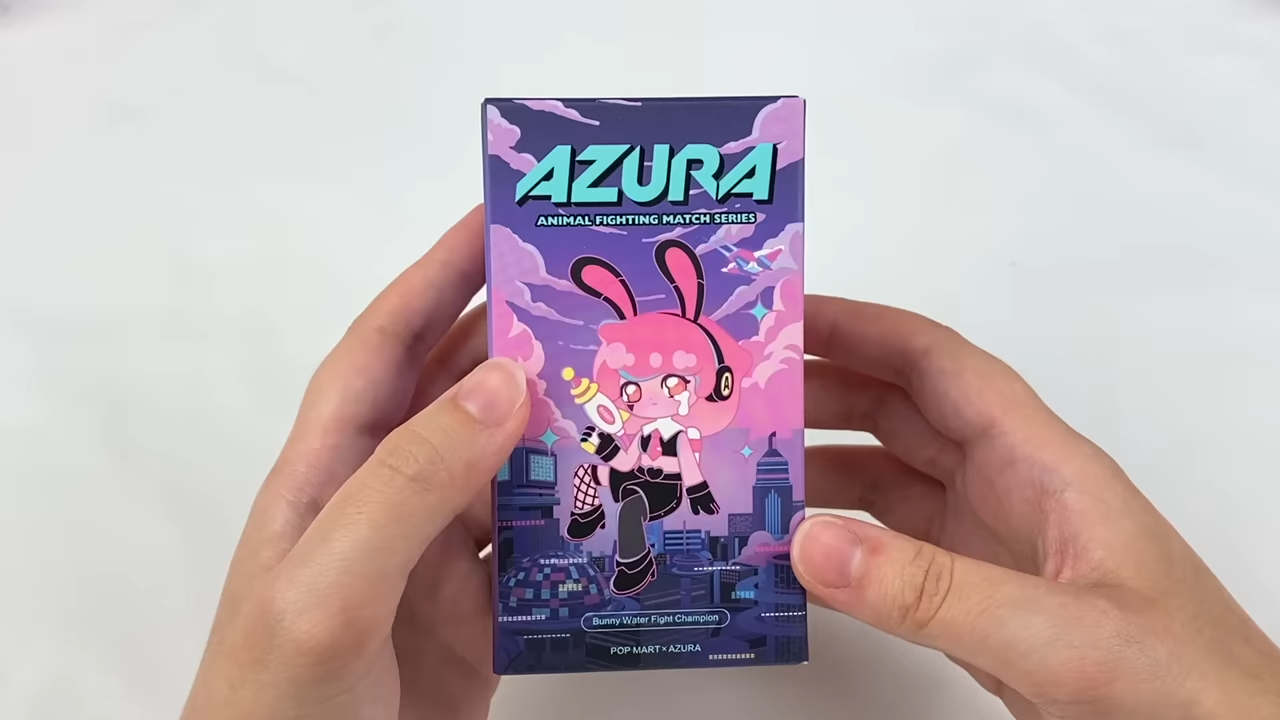 AZURA
ANIMAL FIGHTING MATCH SERIES
A
Bunny Water Fight Champion
POP MART × AZURA